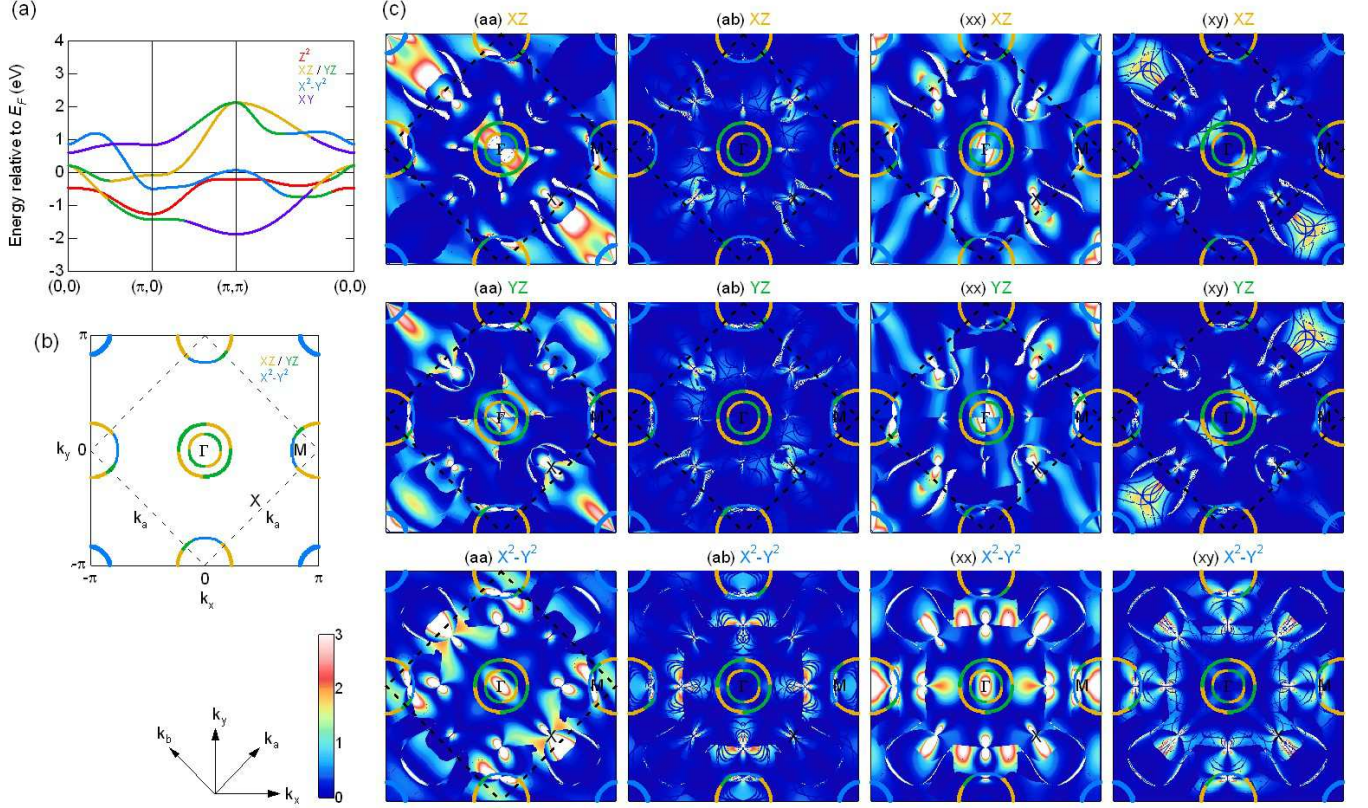 (a)
Energy relative to E_F (eV)
4
3
2
1
0
-1
-2
-3
Z²
XZ / YZ
X²-Y²
XY
(0,0)
(π,0)
(π,π)
(0,0)
(b)
π
k_y 0
-π
XZ / YZ
X²-Y²
Γ
M
X
k_a
k_a
-π
0
π
k_x
3
2
1
0
k_b
k_y
k_a
k_x
(c)
(aa) XZ
(ab) XZ
(xx) XZ
(xy) XZ
Γ M X
Γ M X
Γ M X
Γ M X
(aa) YZ
(ab) YZ
(xx) YZ
(xy) YZ
Γ M X
Γ M X
Γ M X
Γ M X
(aa) X²-Y²
(ab) X²-Y²
(xx) X²-Y²
(xy) X²-Y²
Γ M X
Γ M
Γ M X
Γ M